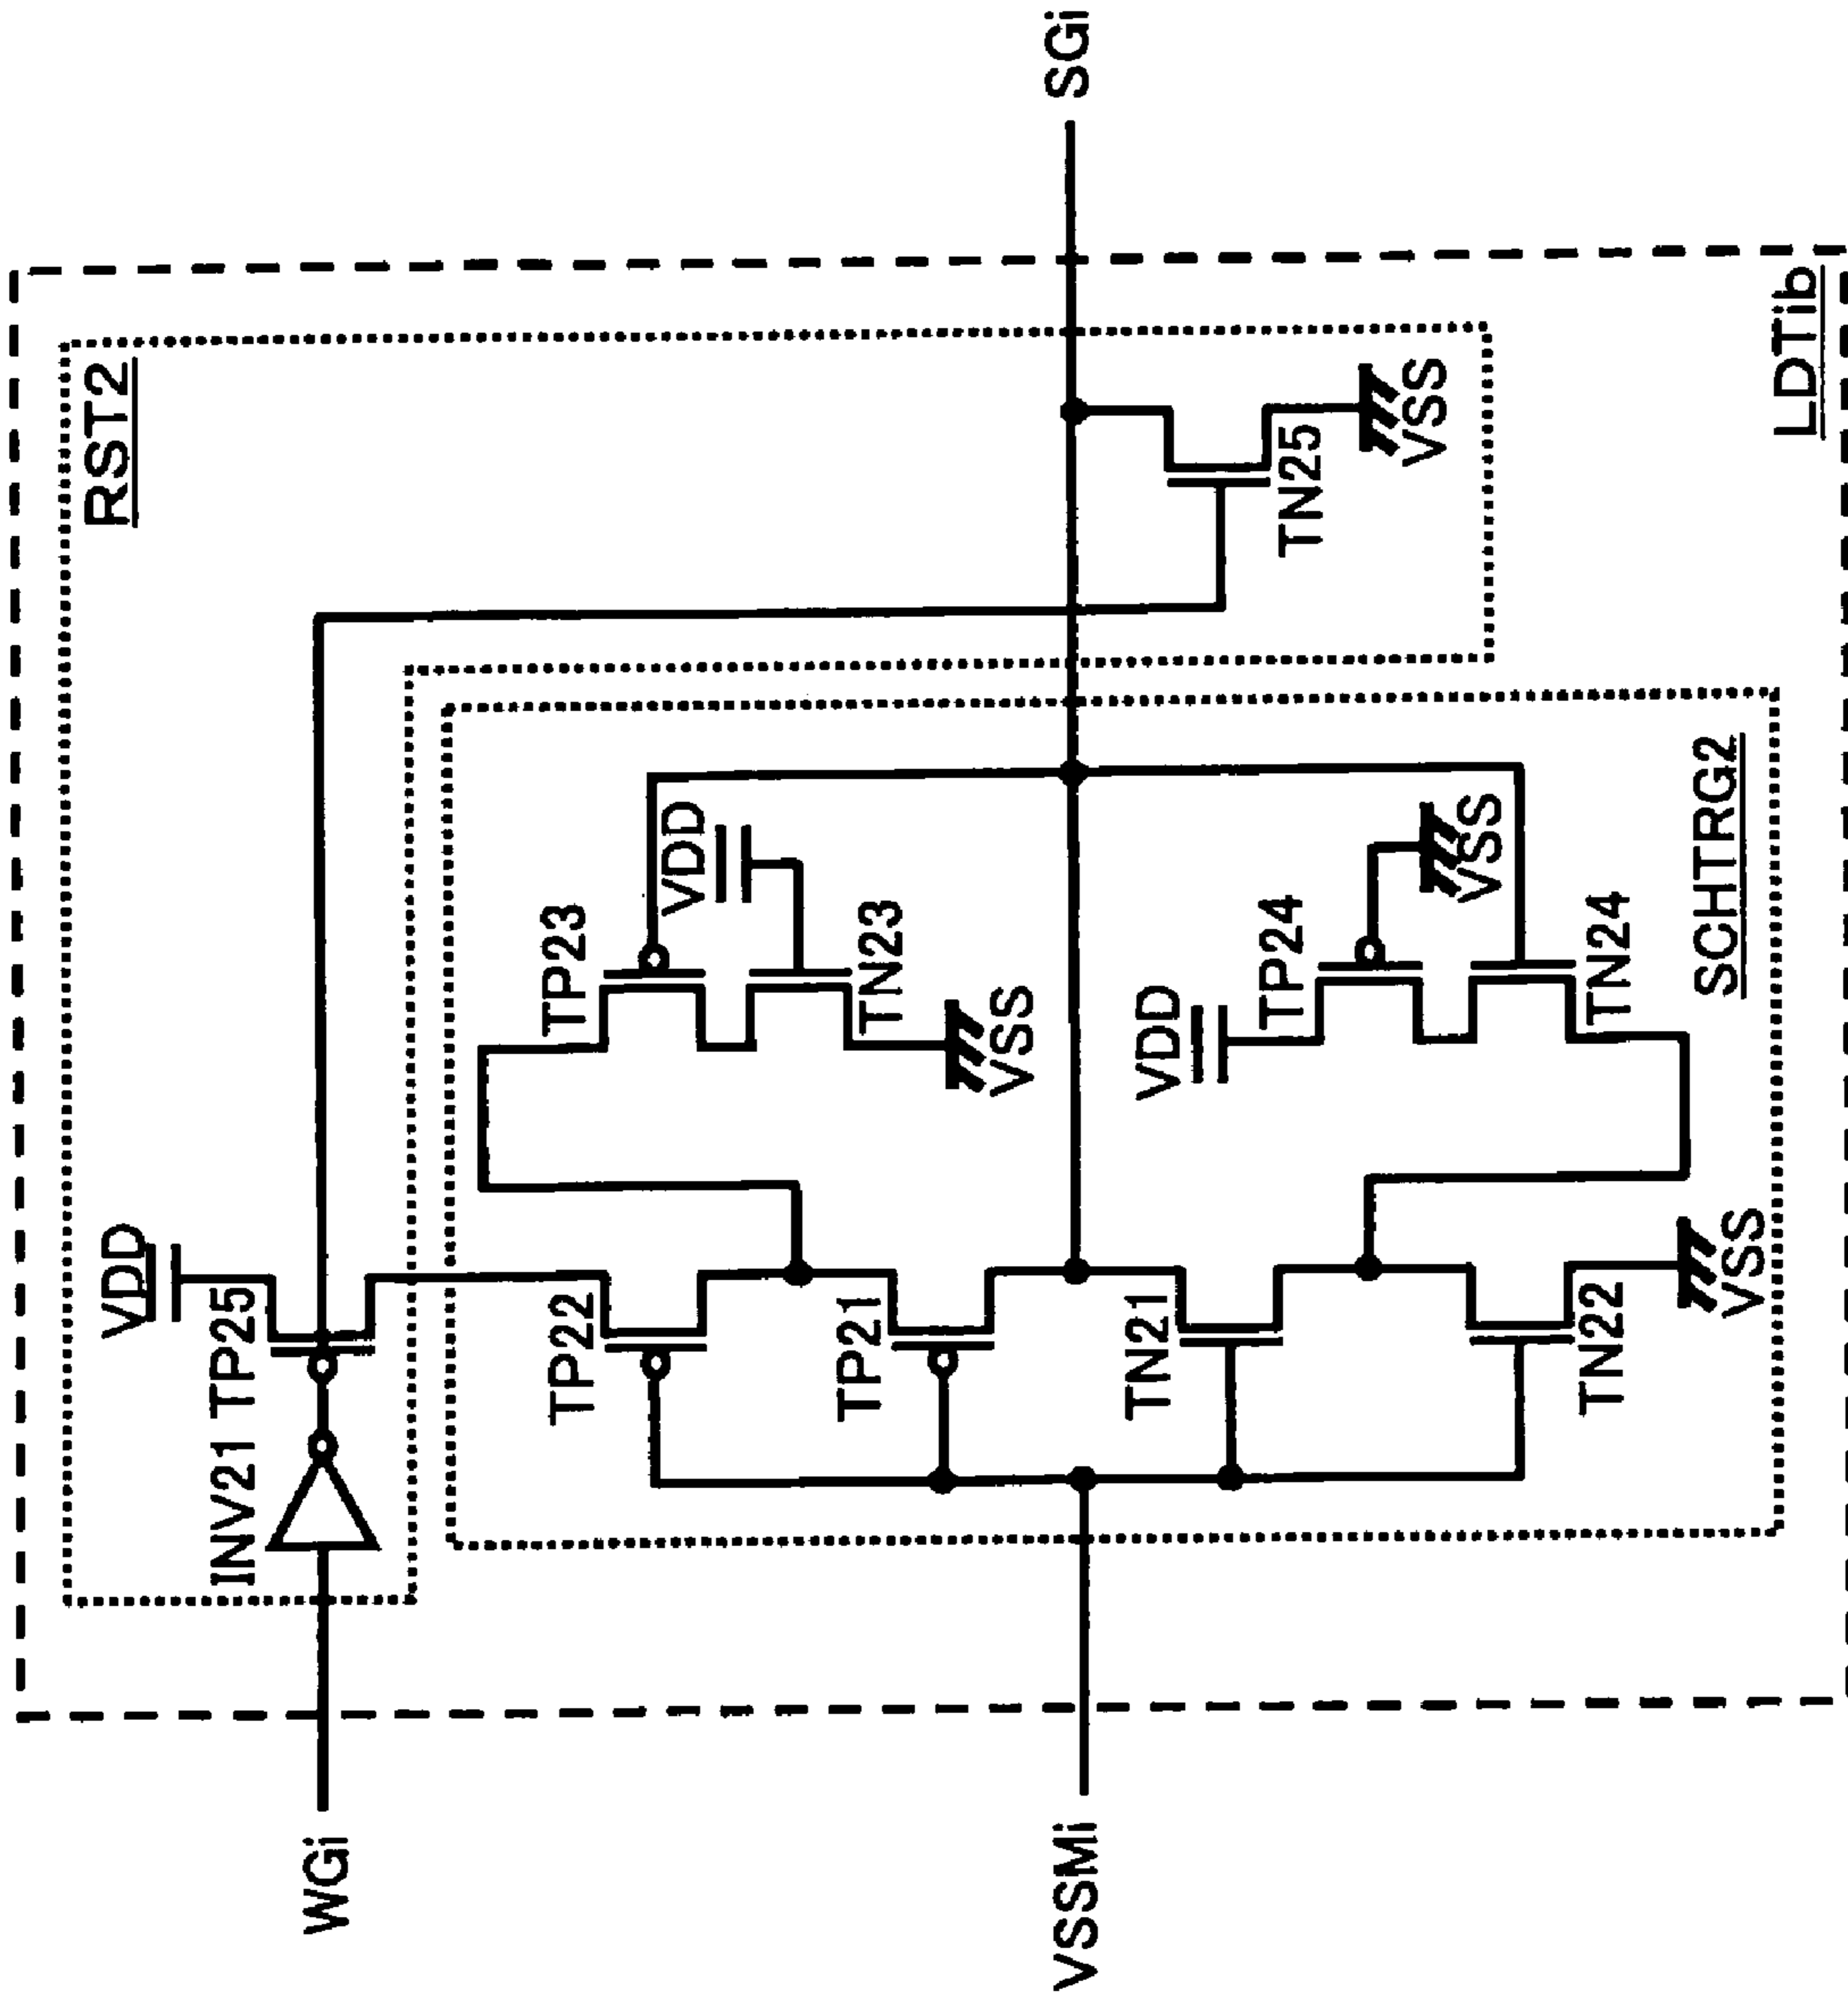 RST2
VDD
INV21 TP25
WGi
TP23
VDD
TN23
VSS
TP22
TP21
TN21
TN22
VSS
VSSMi
VDD
TP24
VSS
TN24
SCHTRG2
TN25
VSS
SGi
LDTib